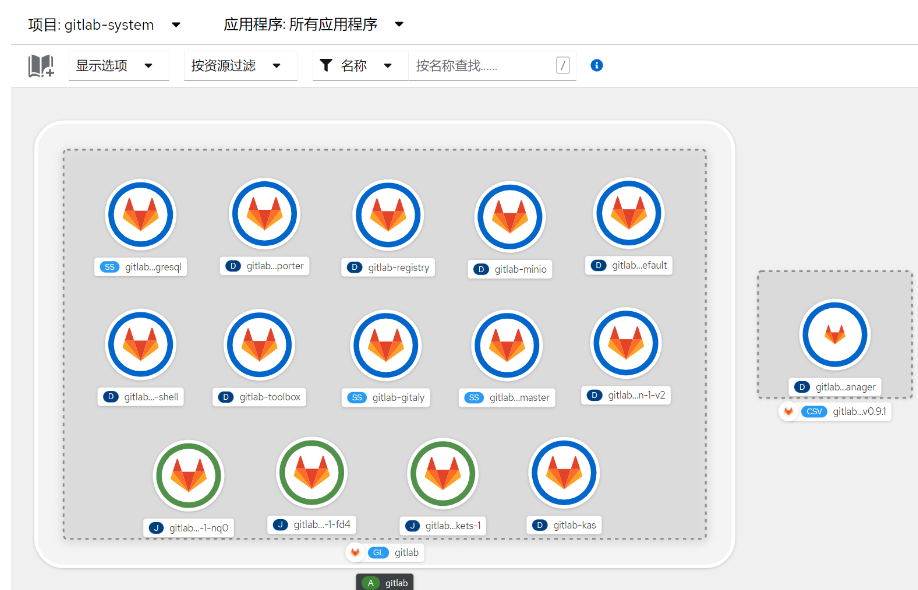 项目: gitlab-system 应用程序: 所有应用程序
显示选项 按资源过滤 名称 按名称查找...... /
SS gitlab...gresql D gitlab...porter D gitlab-registry D gitlab-minio D gitlab...efault
D gitlab...-shell D gitlab-toolbox SS gitlab-gitaly SS gitlab...master D gitlab...n-1-v2
D gitlab...anager
CSV gitlab...v0.9.1
J gitlab...-1-nq0 J gitlab...-1-fd4 J gitlab...kets-1 D gitlab-kas
GL gitlab
A gitlab